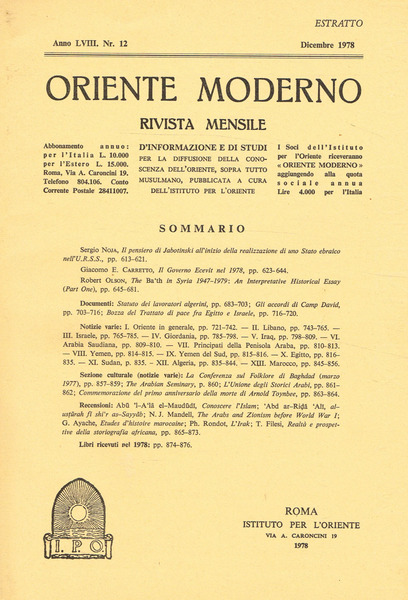 ESTRATTO
Anno LVIII. Nr. 12
Dicembre 1978
ORIENTE MODERNO
RIVISTA MENSILE
Abbonamento annuo:
per l'Italia L. 10.000
per l'Estero L. 15.000.
Roma, Via A. Caroncini 19.
Telefono 804.106. Conto
Corrente Postale 28411007.
D'INFORMAZIONE E DI STUDI
PER LA DIFFUSIONE DELLA CONO-
SCENZA DELL'ORIENTE, SOPRA TUTTO
MUSULMANO, PUBBLICATA A CURA
DELL'ISTITUTO PER L'ORIENTE
I Soci dell'Istituto
per l'Oriente riceveranno
« ORIENTE MODERNO »
aggiungendo alla quota
sociale annua
Lire 4.000 per l'Italia
SOMMARIO
Sergio NOJA, Il pensiero di Jabotinski all'inizio della realizzazione di uno Stato ebraico
nell'U.R.S.S., pp. 613-621.
Giacomo E. CARRETTO, Il Governo Ecevit nel 1978, pp. 623-644.
Robert OLSON, The Ba'th in Syria 1947-1979: An Interpretative Historical Essay
(Part One), pp. 645-681.
Documenti: Statuto dei lavoratori algerini, pp. 683-703; Gli accordi di Camp David,
pp. 703-716; Bozza del Trattato di pace fra Egitto e Israele, pp. 716-720.
Notizie varie: I. Oriente in generale, pp. 721-742. — II. Libano, pp. 743-765. —
III. Israele, pp. 765-785. — IV. Giordania, pp. 785-798. — V. Iraq, pp. 798-809. — VI.
Arabia Saudiana, pp. 809-810. — VII. Principati della Penisola Araba, pp. 810-813.
— VIII. Yemen, pp. 814-815. — IX. Yemen del Sud, pp. 815-816. — X. Egitto, pp. 816-
835. — XI. Sudan, p. 835. - XII. Algeria, pp. 835-844. — XIII. Marocco, pp. 845-856.
Sezione culturale (notizie varie): La Conferenza sul Folklore di Baghdad (marzo
1977), pp. 857-859; The Arabian Seminary, p. 860; L'Unione degli Storici Arabi, pp. 861-
862; Commemorazione del primo anniversario della morte di Arnold Toynbee, pp. 863-864.
Recensioni: Abū 'l-A'lā el-Maudūdī, Conoscere l'Islam; 'Abd ar-Riḍā 'Alī, al-
usṭūrah fī shi'r as-Sayyāb; N. J. Mandell, The Arabs and Zionism before World War I;
G. Ayache, Etudes d'histoire marocaine; Ph. Rondot, L'Irak; T. Filesi, Realtà e prospet-
tive della storiografia africana, pp. 865-873.
Libri ricevuti nel 1978: pp. 874-876.
I.P.O.
ROMA
ISTITUTO PER L'ORIENTE
VIA A. CARONCINI 19
1978